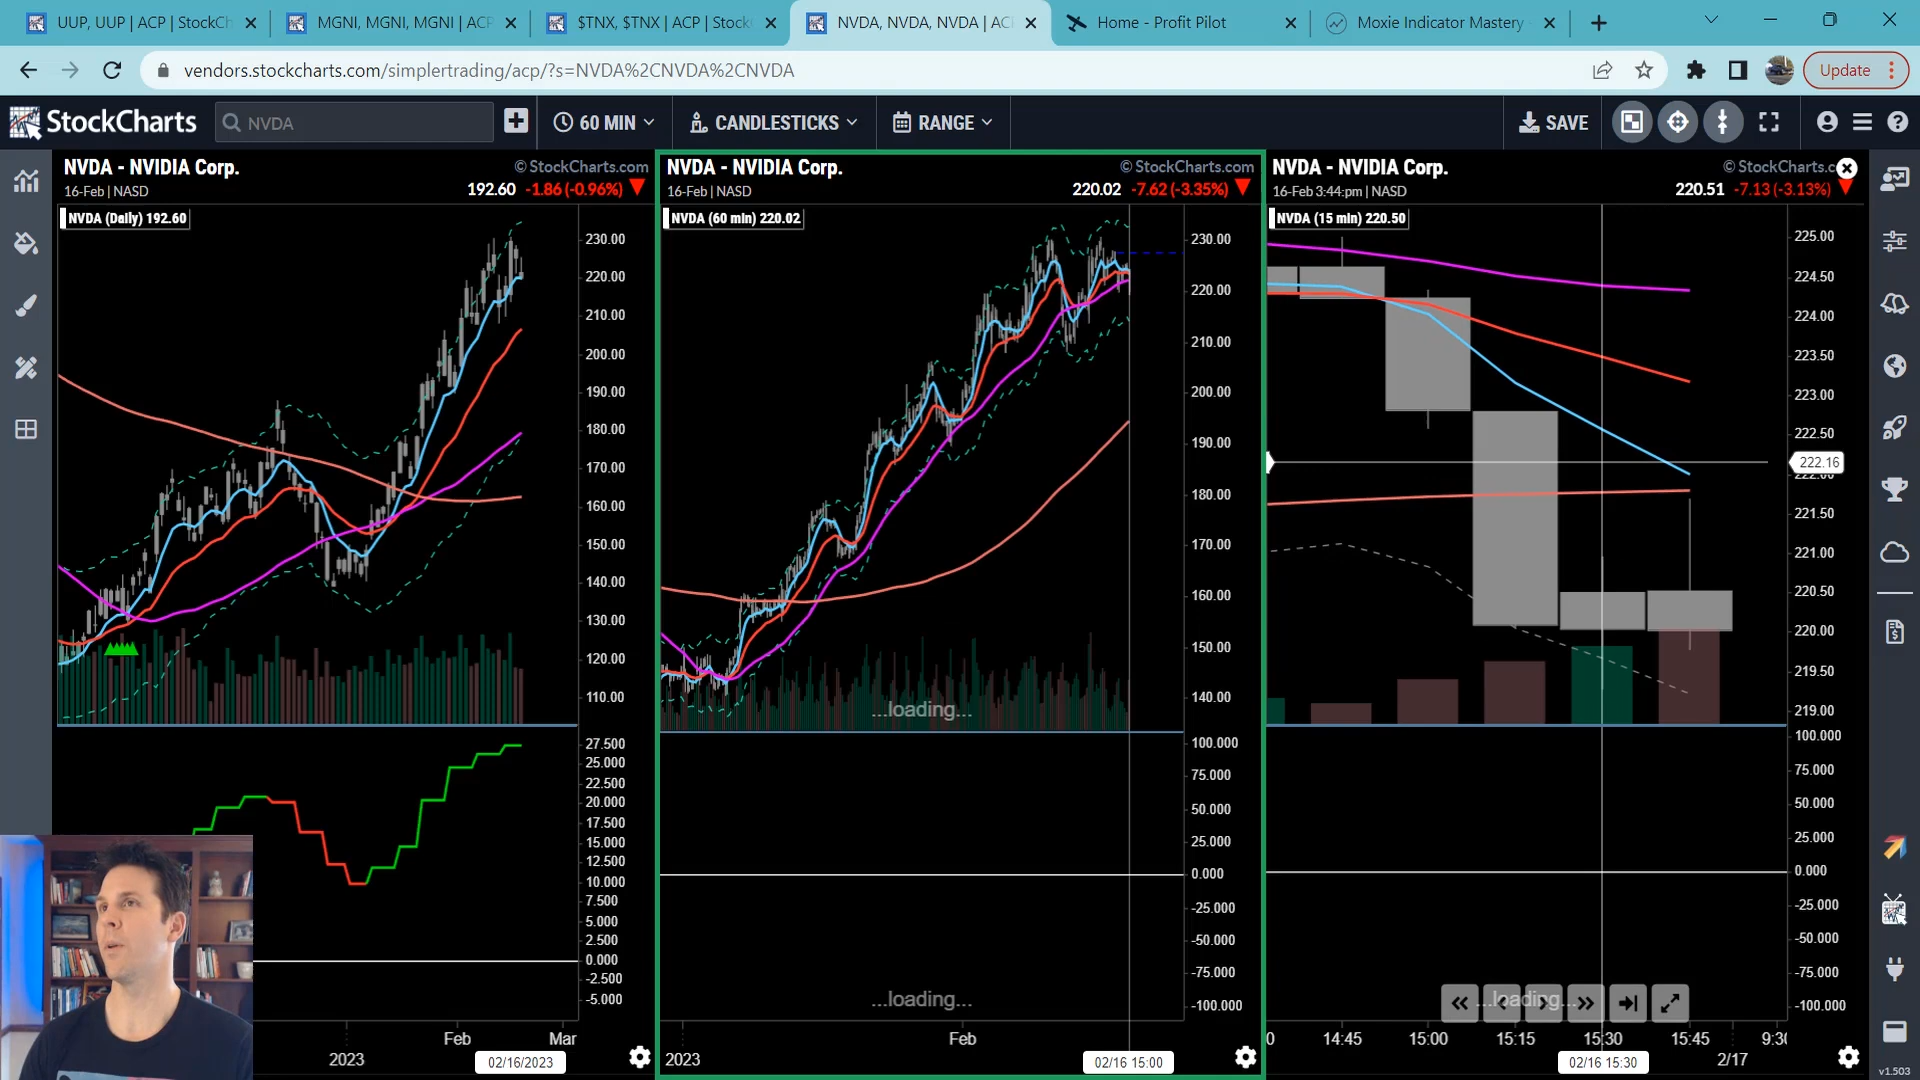 UUP, UUP | ACP | StockCh
MGNI, MGNI, MGNI | ACP
$TNX, $TNX | ACP | Stock
NVDA, NVDA, NVDA | AC
Home - Profit Pilot
Moxie Indicator Mastery
vendors.stockcharts.com/simplertrading/acp/?s=NVDA%2CNVDA%2CNVDA
Update
StockCharts
NVDA
60 MIN
CANDLESTICKS
RANGE
SAVE
NVDA - NVIDIA Corp.
© StockCharts.com
16-Feb | NASD
192.60 -1.86 (-0.96%)
NVDA (Daily) 192.60
230.00
220.00
210.00
200.00
190.00
180.00
170.00
160.00
150.00
140.00
130.00
120.00
110.00
27.500
25.000
22.500
20.000
17.500
15.000
12.500
10.000
7.500
5.000
2.500
0.000
-2.500
-5.000
2023
Feb
Mar
02/16/2023
NVDA - NVIDIA Corp.
© StockCharts.com
16-Feb | NASD
220.02 -7.62 (-3.35%)
NVDA (60 min) 220.02
230.00
220.00
210.00
200.00
190.00
180.00
170.00
160.00
150.00
140.00
...loading...
100.000
75.000
50.000
25.000
0.000
-25.000
-50.000
-75.000
-100.000
...loading...
2023
Feb
02/16 15:00
NVDA - NVIDIA Corp.
© StockCharts.c
16-Feb 3:44pm | NASD
220.51 -7.13 (-3.13%)
NVDA (15 min) 220.50
225.00
224.50
224.00
223.50
223.00
222.50
222.16
221.50
221.00
220.50
220.00
219.50
219.00
100.000
75.000
50.000
25.000
0.000
-25.000
-50.000
-75.000
-100.000
...loading...
0
14:45
15:00
15:15
15:30
15:45
9:30
02/16 15:30
2/17
v1.503